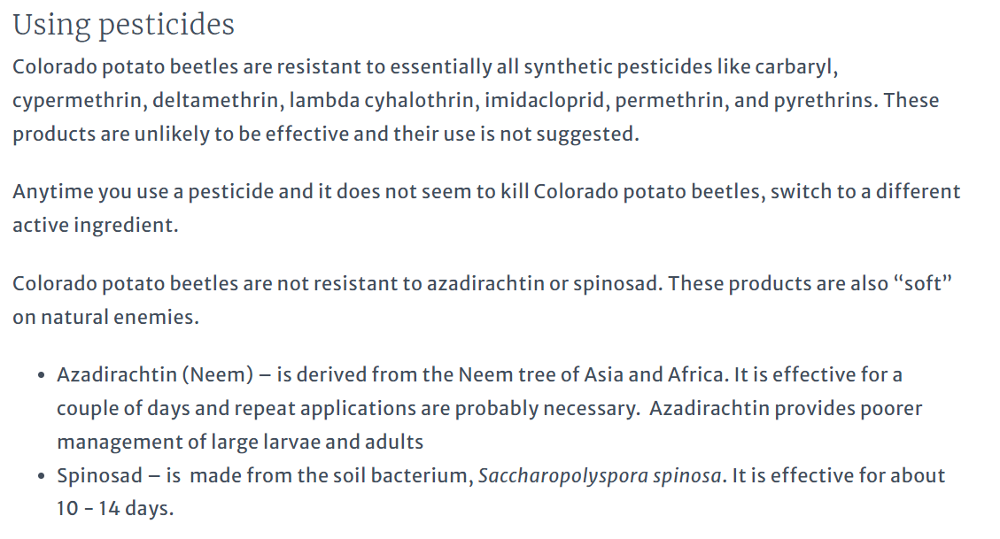 Using pesticides
Colorado potato beetles are resistant to essentially all synthetic pesticides like carbaryl,
cypermethrin, deltamethrin, lambda cyhalothrin, imidacloprid, permethrin, and pyrethrins. These
products are unlikely to be effective and their use is not suggested.
Anytime you use a pesticide and it does not seem to kill Colorado potato beetles, switch to a different
active ingredient.
Colorado potato beetles are not resistant to azadirachtin or spinosad. These products are also “soft”
on natural enemies.
• Azadirachtin (Neem) – is derived from the Neem tree of Asia and Africa. It is effective for a
couple of days and repeat applications are probably necessary.  Azadirachtin provides poorer
management of large larvae and adults
• Spinosad – is  made from the soil bacterium, Saccharopolyspora spinosa. It is effective for about
10 - 14 days.